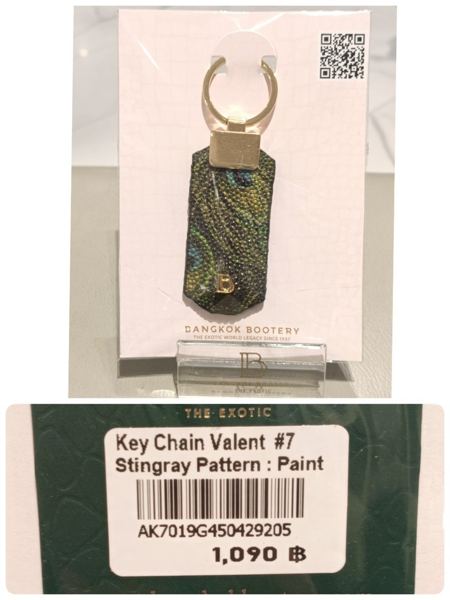 B
BANGKOK BOOTERY
THE EXOTIC WORLD LEGACY SINCE 1937
B
THE EXOTIC
Key Chain Valent #7
Stingray Pattern : Paint
AK7019G450429205
1,090 ฿